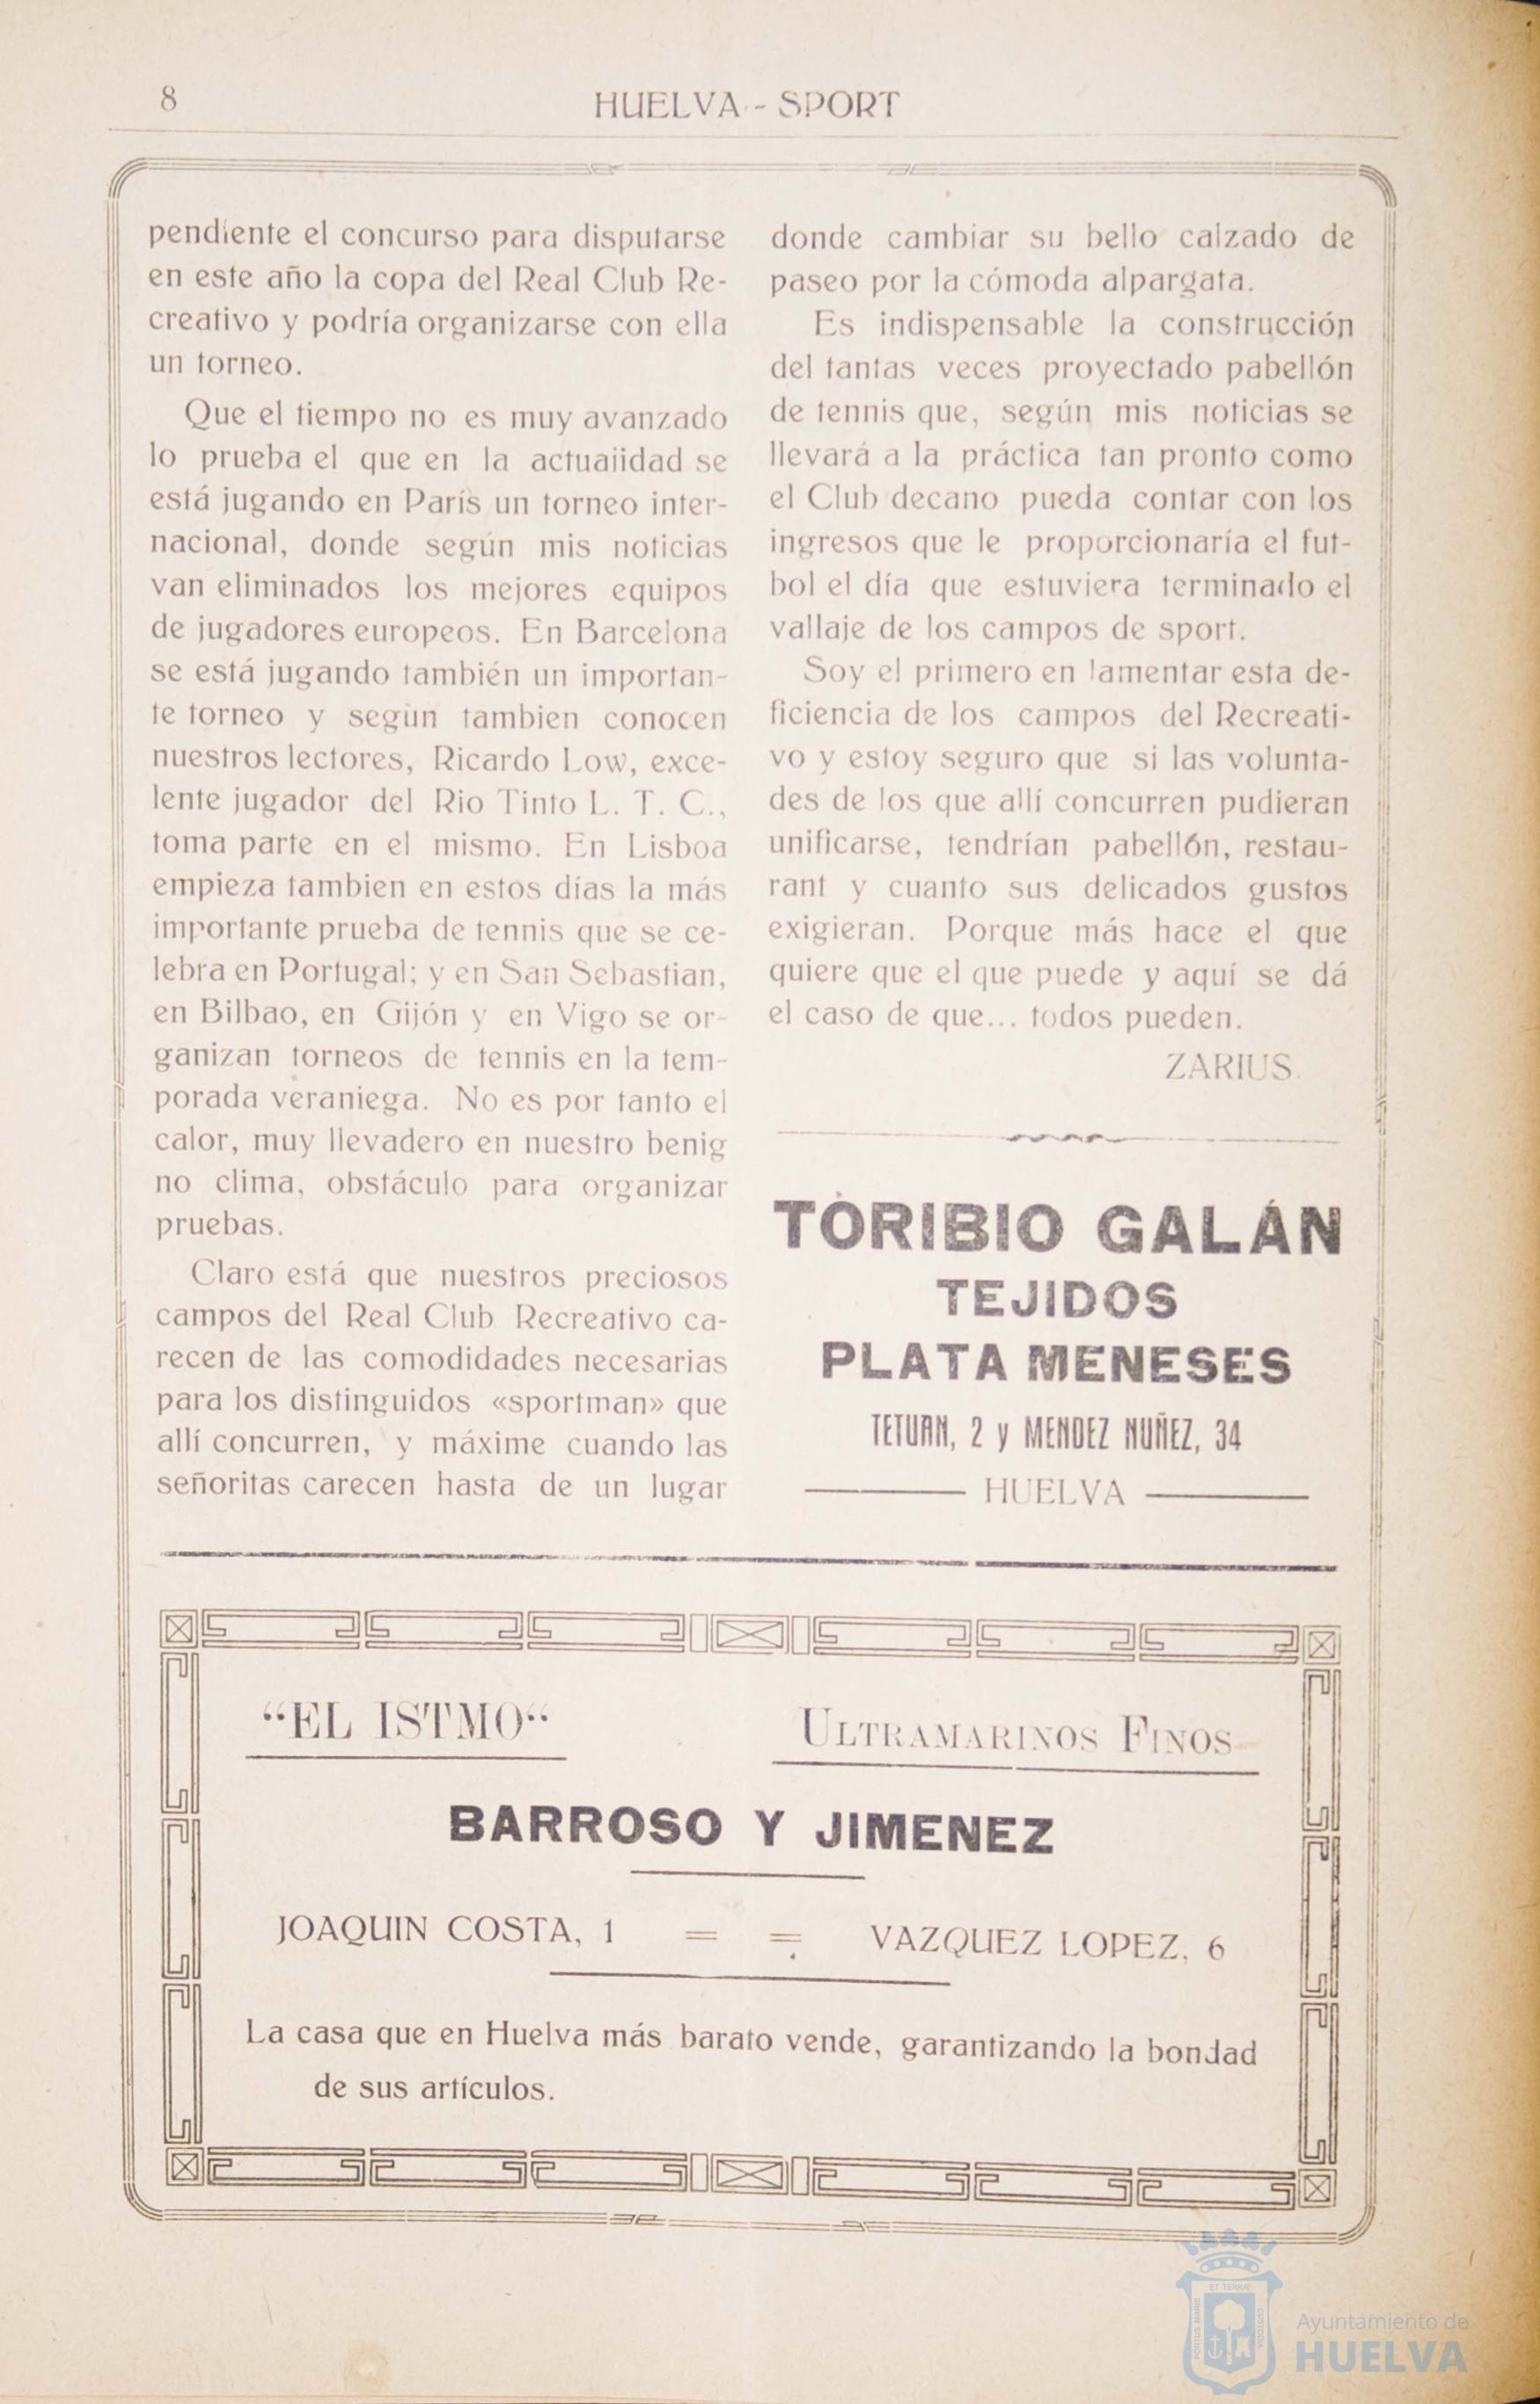 8
HUELVA - SPORT
pendiente el concurso para disputarse
en este año la copa del Real Club Re-
creativo y podría organizarse con ella
un torneo.
Que el tiempo no es muy avanzado
lo prueba el que en la actuaiidad se
está jugando en París un torneo inter-
nacional, donde según mis noticias
van eliminados los mejores equipos
de jugadores europeos. En Barcelona
se está jugando también un importan-
te torneo y según tambien conocen
nuestros lectores, Ricardo Low, exce-
lente jugador del Rio Tinto L. T. C.,
toma parte en el mismo. En Lisboa
empieza tambien en estos días la más
importante prueba de tennis que se ce-
lebra en Portugal; y en San Sebastian,
en Bilbao, en Gijón y en Vigo se or-
ganizan torneos de tennis en la tem-
porada veraniega. No es por tanto el
calor, muy llevadero en nuestro benig
no clima, obstáculo para organizar
pruebas.
Claro está que nuestros preciosos
campos del Real Club Recreativo ca-
recen de las comodidades necesarias
para los distinguidos «sportman» que
allí concurren, y máxime cuando las
señoritas carecen hasta de un lugar
donde cambiar su bello calzado de
paseo por la cómoda alpargata.
Es indispensable la construcción
del tantas veces proyectado pabellón
de tennis que, según mis noticias se
llevará a la práctica tan pronto como
el Club decano pueda contar con los
ingresos que le proporcionaría el fut-
bol el día que estuviera terminado el
vallaje de los campos de sport.
Soy el primero en lamentar esta de-
ficiencia de los campos del Recreati-
vo y estoy seguro que si las volunta-
des de los que allí concurren pudieran
unificarse, tendrían pabellón, restau-
rant y cuanto sus delicados gustos
exigieran. Porque más hace el que
quiere que el que puede y aquí se dá
el caso de que... todos pueden.
ZARIUS.
TORIBIO GALÁN
TEJIDOS
PLATA MENESES
TETUAN, 2 y MENDEZ NUÑEZ, 34
HUELVA
“EL ISTMO“
ULTRAMARINOS FINOS
BARROSO Y JIMENEZ
JOAQUIN COSTA, 1 = = VAZQUEZ LOPEZ, 6
La casa que en Huelva más barato vende, garantizando la bondad
de sus artículos.
ET TERRÆ
PORTUS MARIS
CUSTODIA
Ayuntamiento de
HUELVA